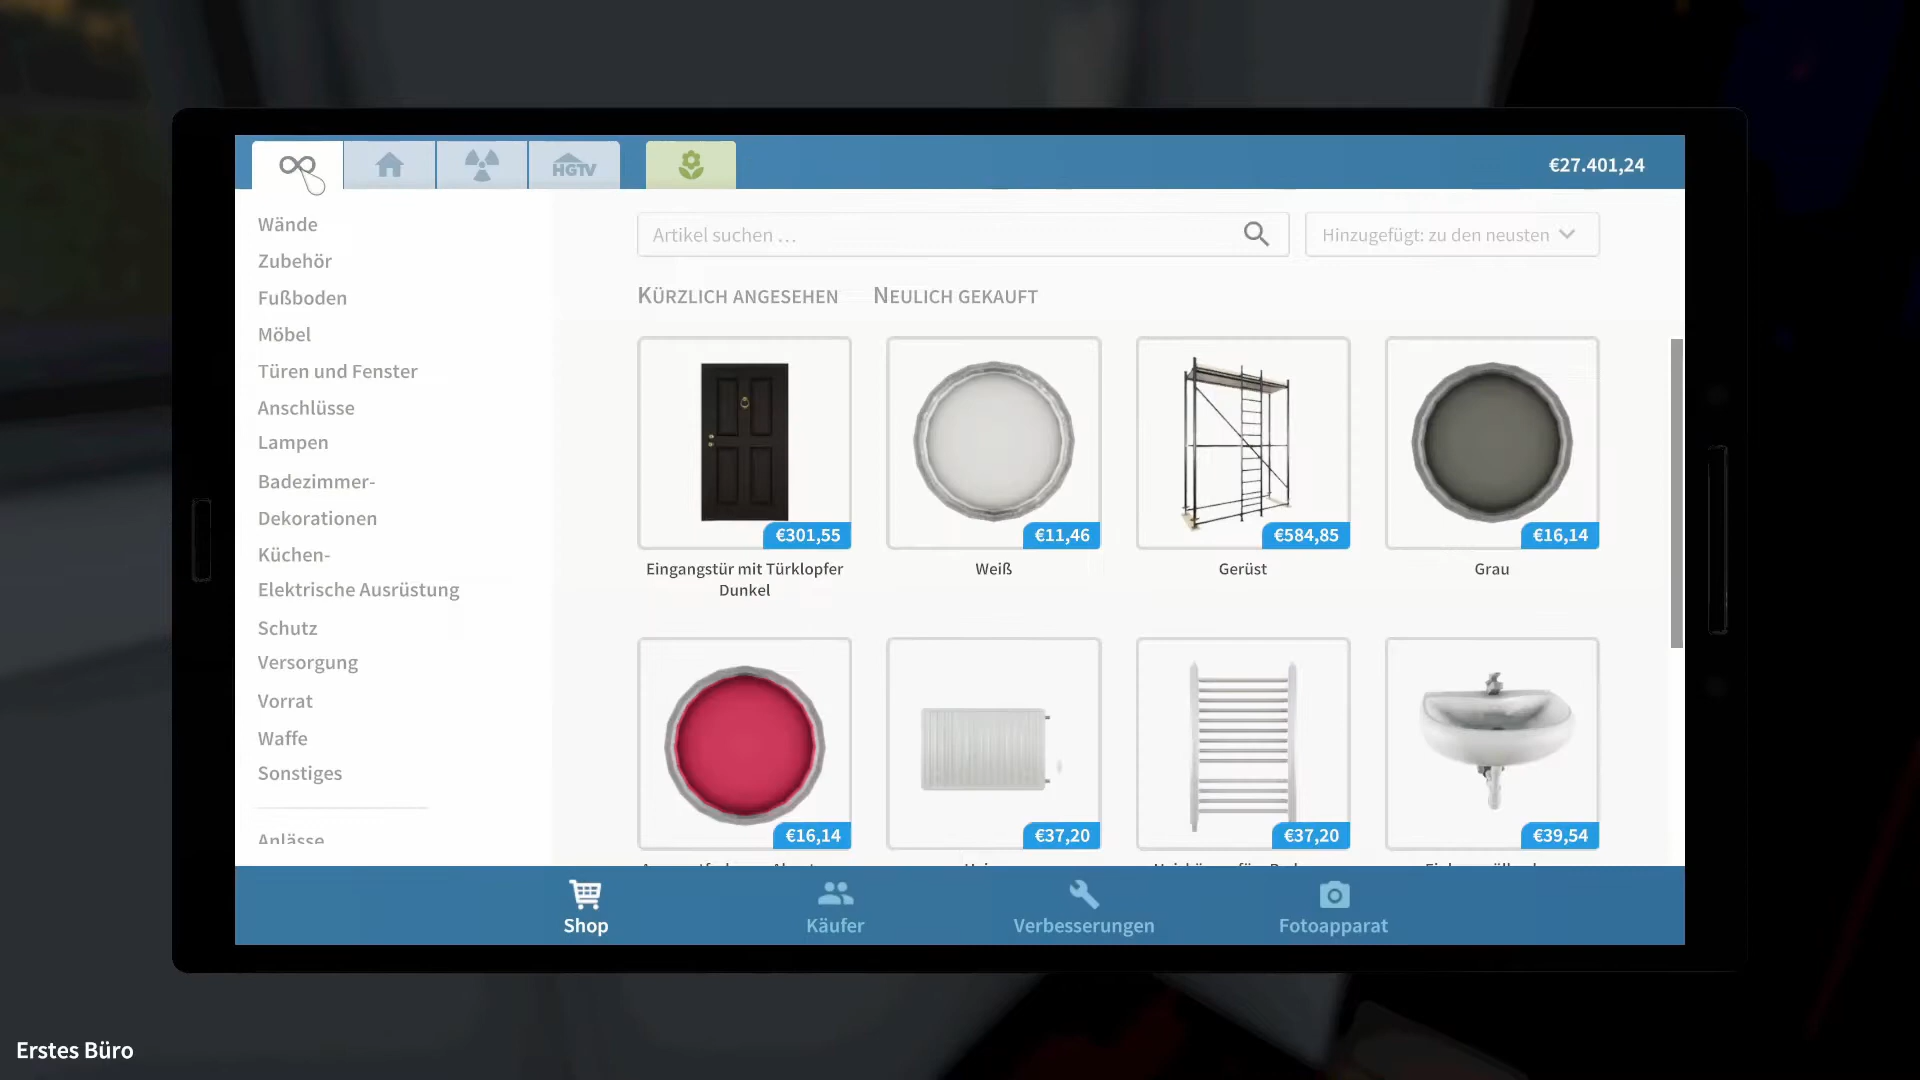 HGTV
€27.401,24
Wände
Zubehör
Fußboden
Möbel
Türen und Fenster
Anschlüsse
Lampen
Badezimmer-
Dekorationen
Küchen-
Elektrische Ausrüstung
Schutz
Versorgung
Vorrat
Waffe
Sonstiges
Anlässe
Artikel suchen ...
Hinzugefügt: zu den neusten
KÜRZLICH ANGESEHEN
NEULICH GEKAUFT
€301,55
€11,46
€584,85
€16,14
Eingangstür mit Türklopfer
Dunkel
Weiß
Gerüst
Grau
€16,14
€37,20
€37,20
€39,54
Shop
Käufer
Verbesserungen
Fotoapparat
Erstes Büro